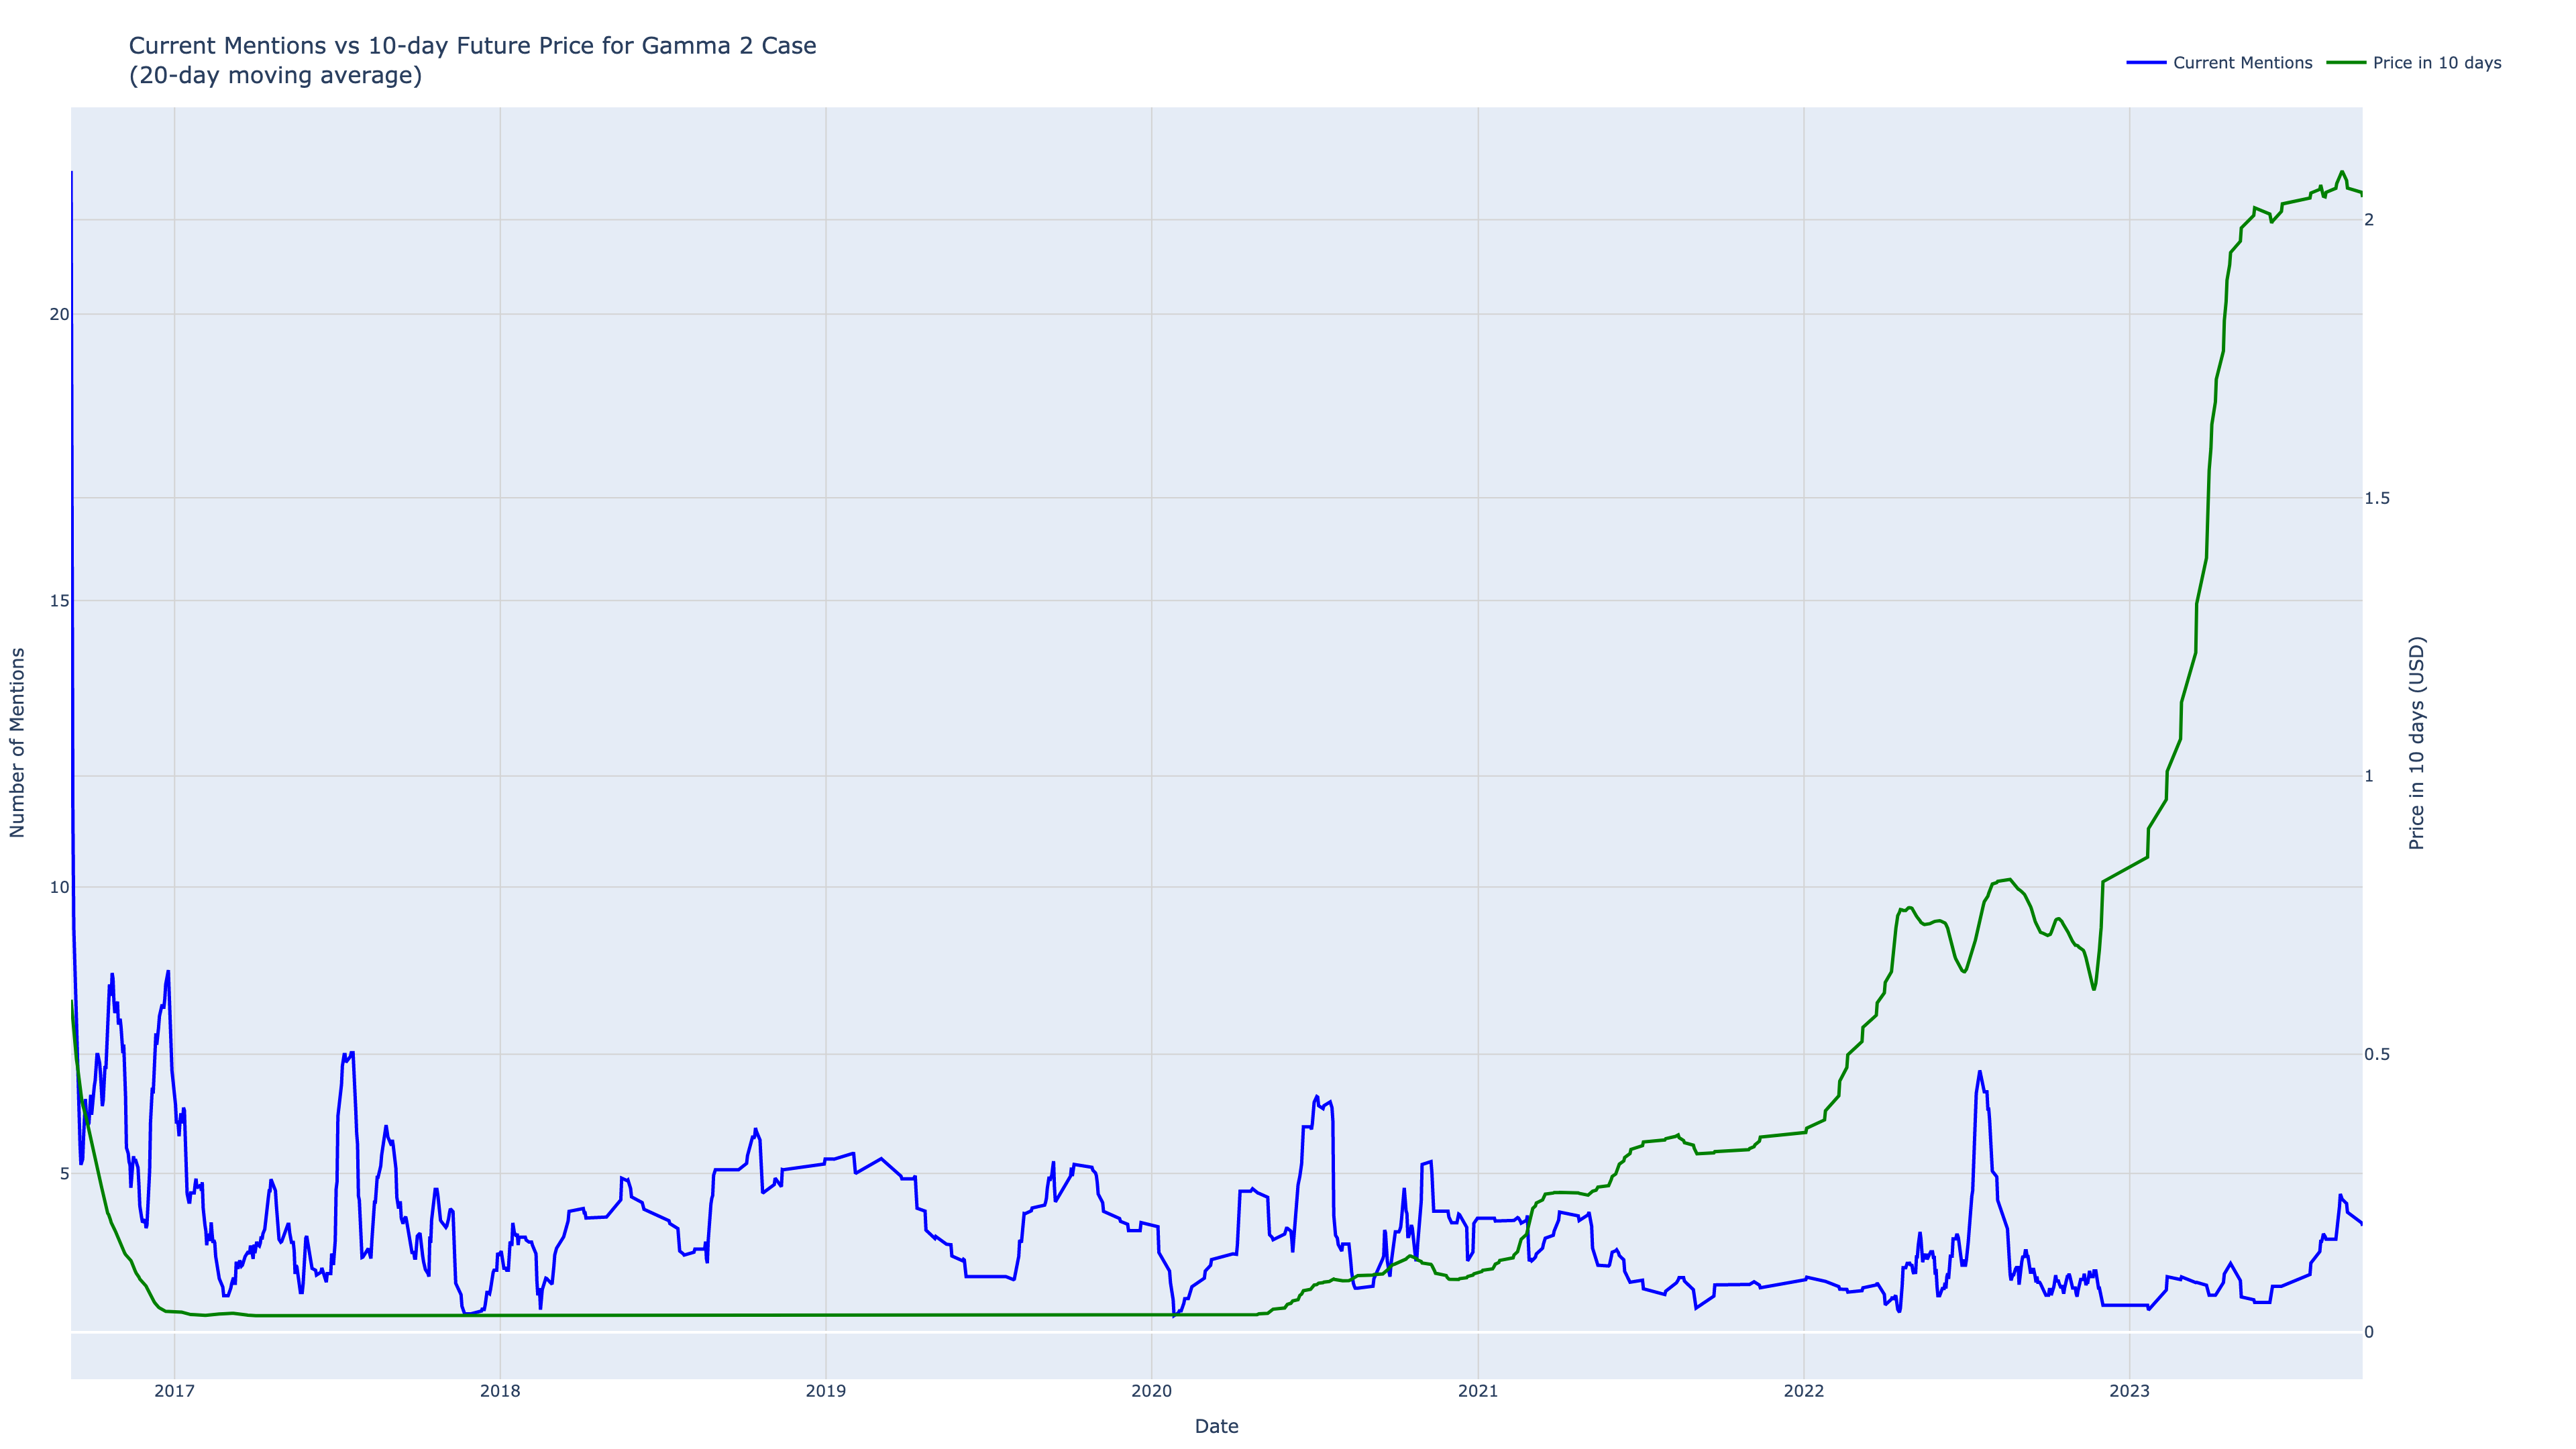 Current Mentions vs 10-day Future Price for Gamma 2 Case
(20-day moving average)
Current Mentions
Price in 10 days
20
15
10
5
Number of Mentions
2
1.5
1
0.5
0
Price in 10 days (USD)
2017
2018
2019
2020
2021
2022
2023
Date